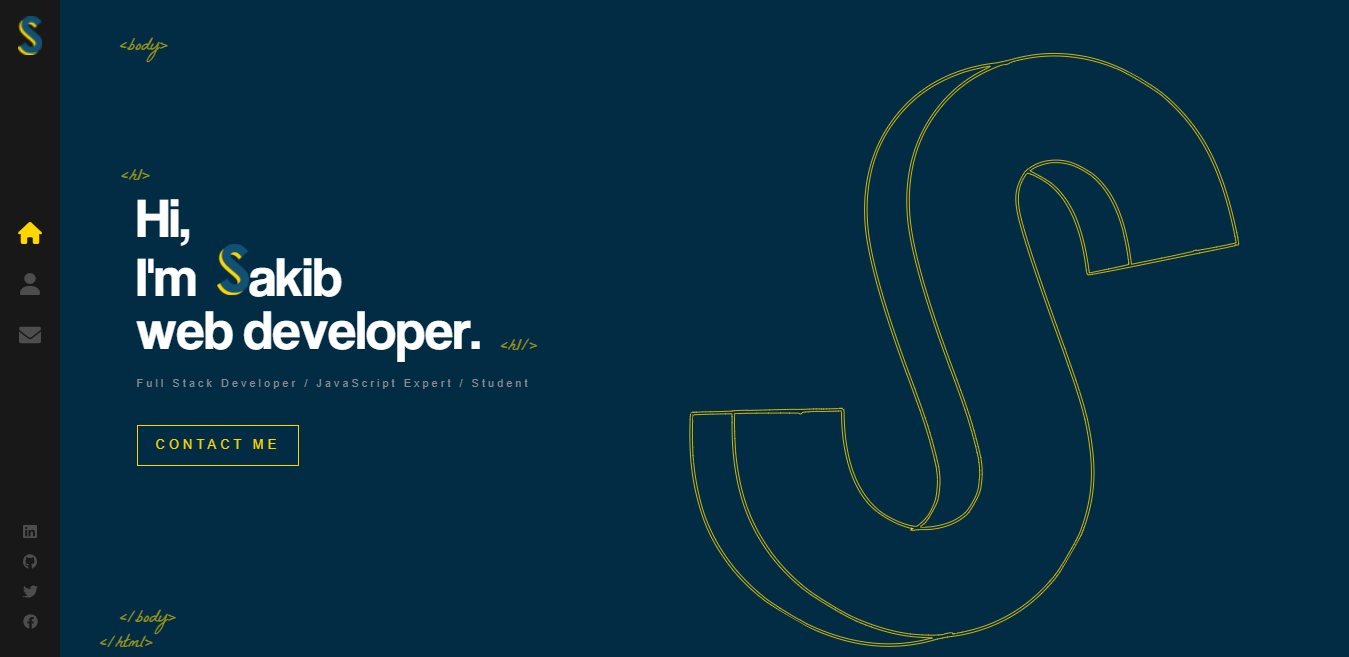 <body>
<h1>
Hi,
I'm Sakib
web developer.
<h1/>
Full Stack Developer / JavaScript Expert / Student
CONTACT ME
</body>
</html>